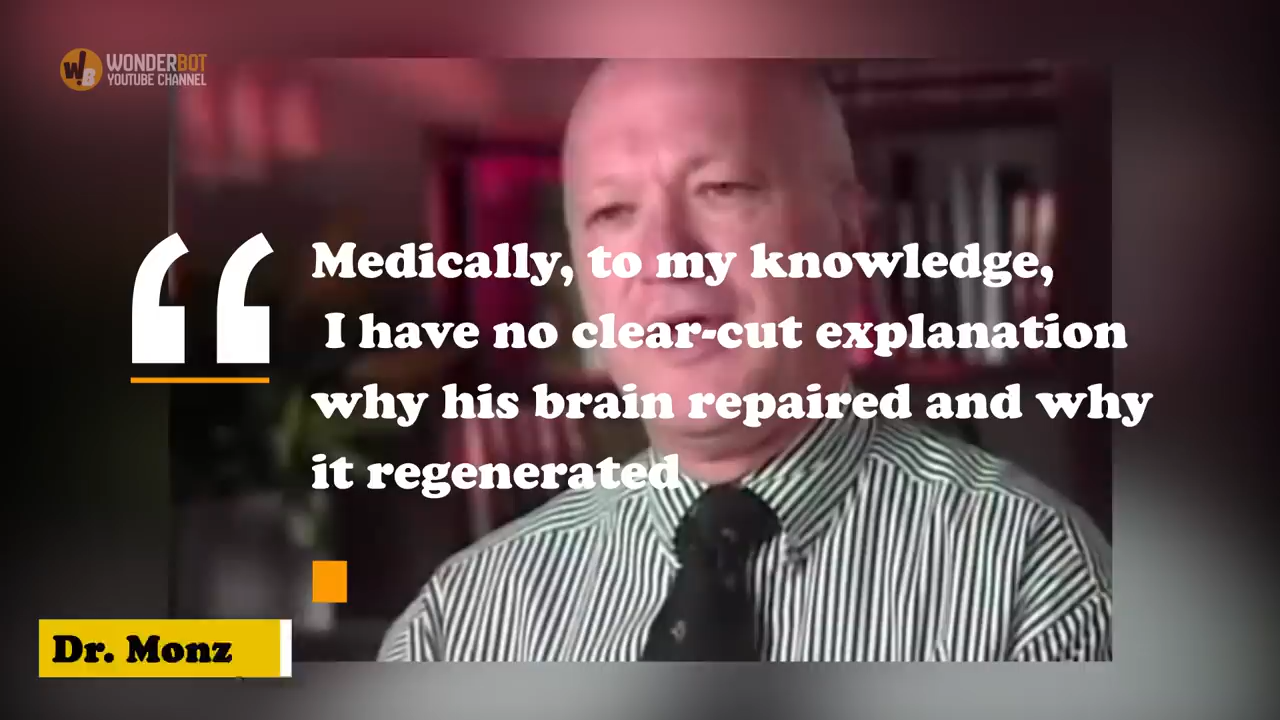 WONDERBOT
YOUTUBE CHANNEL
“
Medically, to my knowledge,
I have no clear-cut explanation
why his brain repaired and why
it regenerated
Dr. Monz